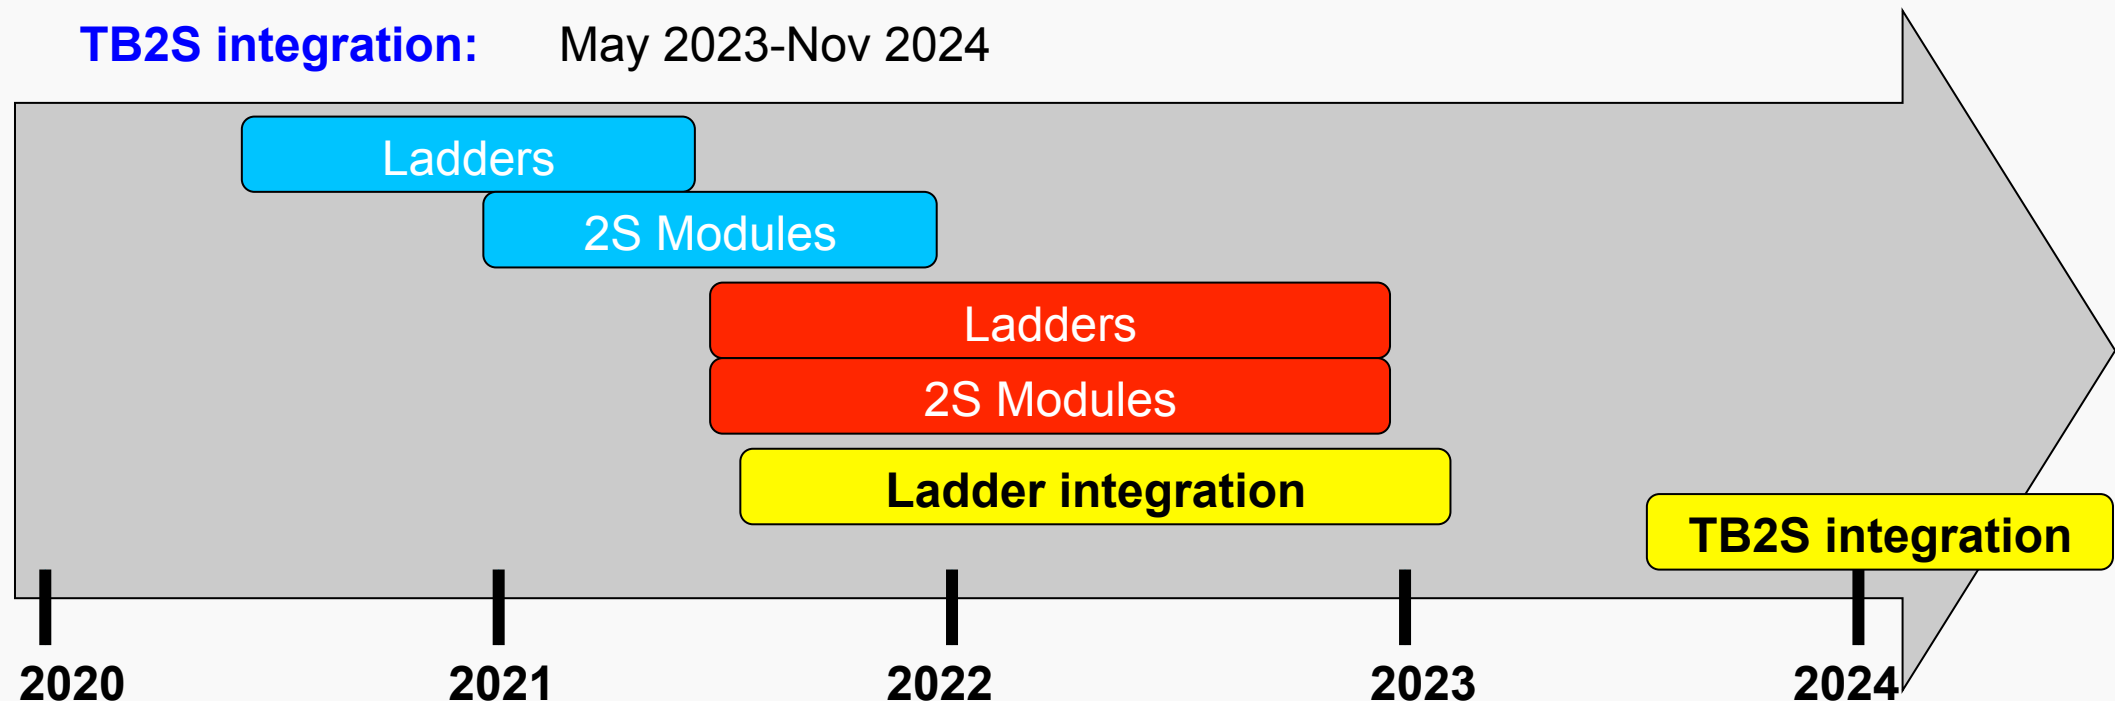 TB2S integration: May 2023-Nov 2024
Ladders
2S Modules
Ladders
2S Modules
Ladder integration
TB2S integration
2020 2021 2022 2023 2024